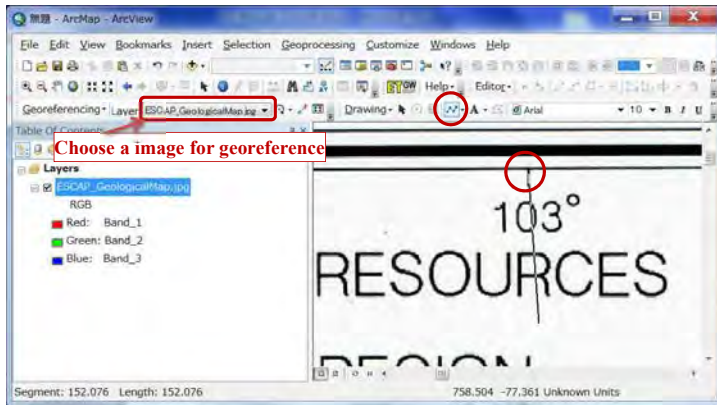 無題 - ArcMap - ArcView
File Edit View Bookmarks Insert Selection Geoprocessing Customize Windows Help
Help Editor
Georeferencing Layer: ESCAP_GeologicalMap.jpg Drawing A Arial 10 B I U
Table Of Contents
Choose a image for georeference
Layers
ESCAP_GeologicalMap.jpg
RGB
Red: Band_1
Green: Band_2
Blue: Band_3
103°
RESOURCES
REGION
Segment: 152.076 Length: 152.076 758.504 -77.361 Unknown Units